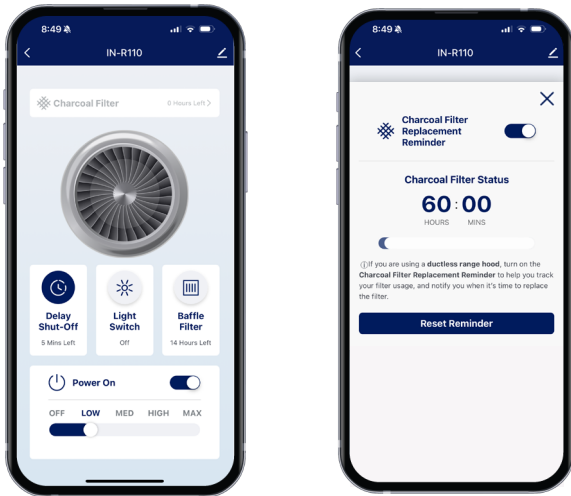 8:49
IN-R110
Charcoal Filter
0 Hours Left >
Delay
Shut-Off
5 Mins Left
Light
Switch
Off
Baffle
Filter
14 Hours Left
Power On
OFF LOW MED HIGH MAX
8:49
IN-R110
Charcoal Filter
Replacement
Reminder
Charcoal Filter Status
60 : 00
HOURS MINS
If you are using a ductless range hood, turn on the
Charcoal Filter Replacement Reminder to help you track
your filter usage, and notify you when it's time to replace
the filter.
Reset Reminder